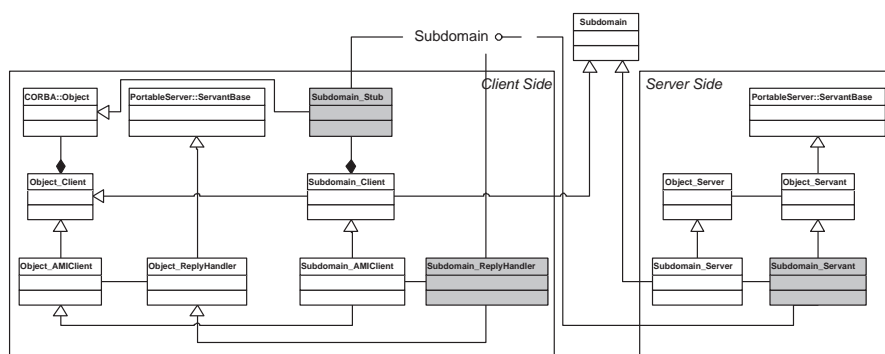 Subdomain
Subdomain
Client Side
Server Side
CORBA::Object
PortableServer::ServantBase
Subdomain_Stub
PortableServer::ServantBase
Object_Client
Subdomain_Client
Object_Server
Object_Servant
Object_AMIClient
Object_ReplyHandler
Subdomain_AMIClient
Subdomain_ReplyHandler
Subdomain_Server
Subdomain_Servant